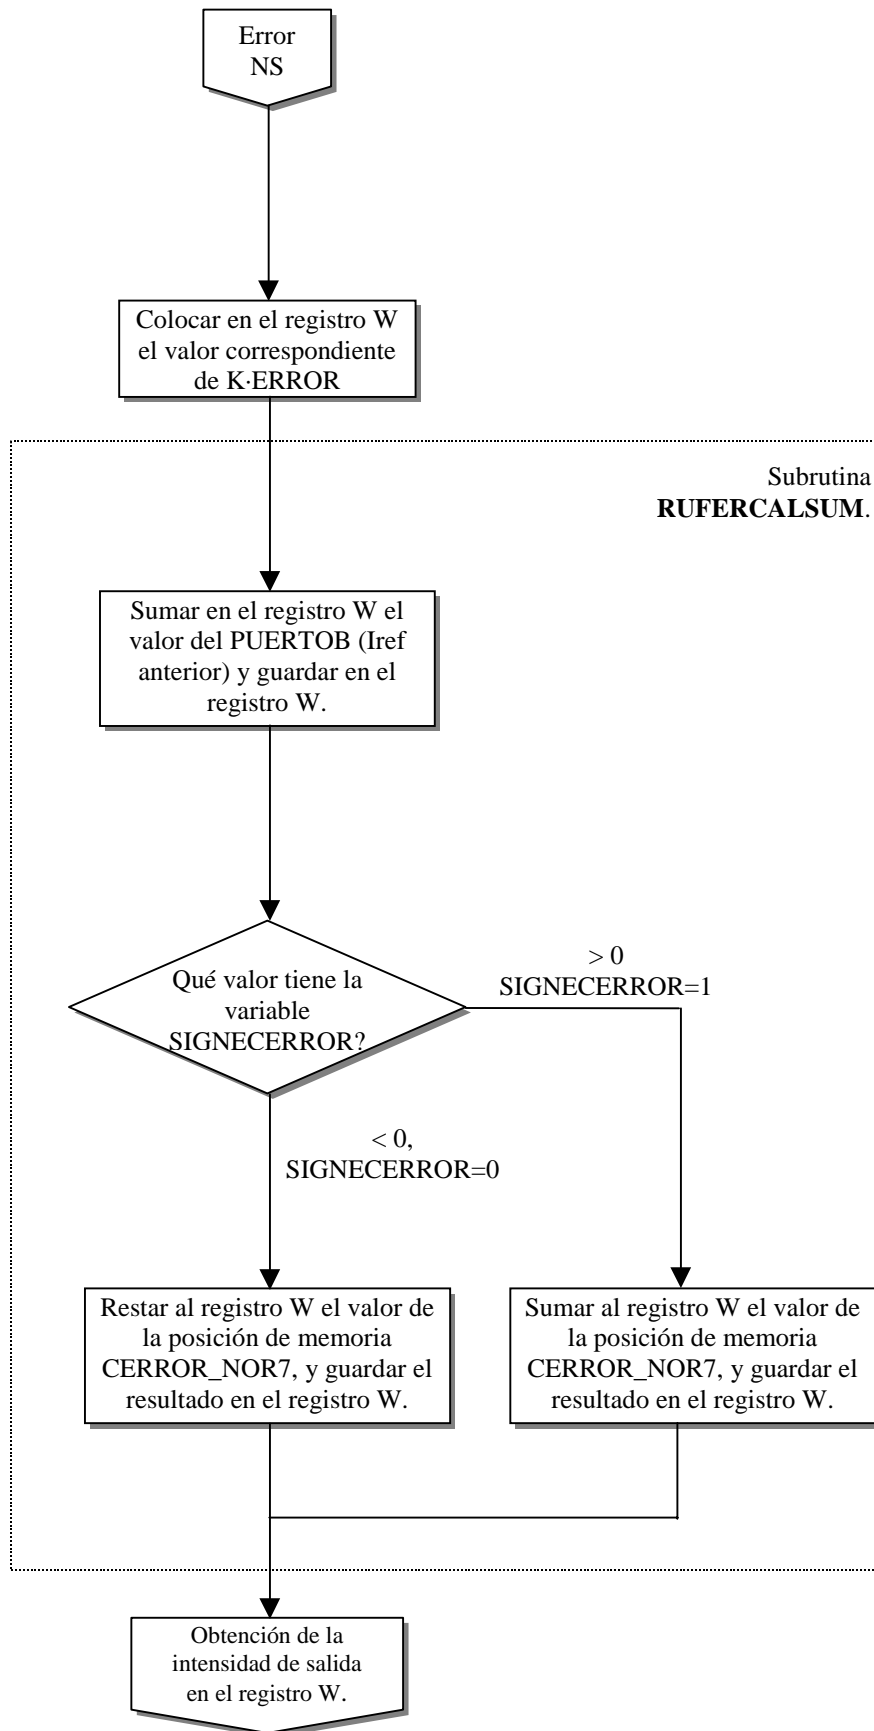 Error
NS
Colocar en el registro W
el valor correspondiente
de K·ERROR
Subrutina
RUFERCALSUM.
Sumar en el registro W el
valor del PUERTOB (Iref
anterior) y guardar en el
registro W.
Qué valor tiene la
variable
SIGNECERROR?
> 0
SIGNECERROR=1
< 0,
SIGNECERROR=0
Restar al registro W el valor de
la posición de memoria
CERROR_NOR7, y guardar el
resultado en el registro W.
Sumar al registro W el valor de
la posición de memoria
CERROR_NOR7, y guardar el
resultado en el registro W.
Obtención de la
intensidad de salida
en el registro W.